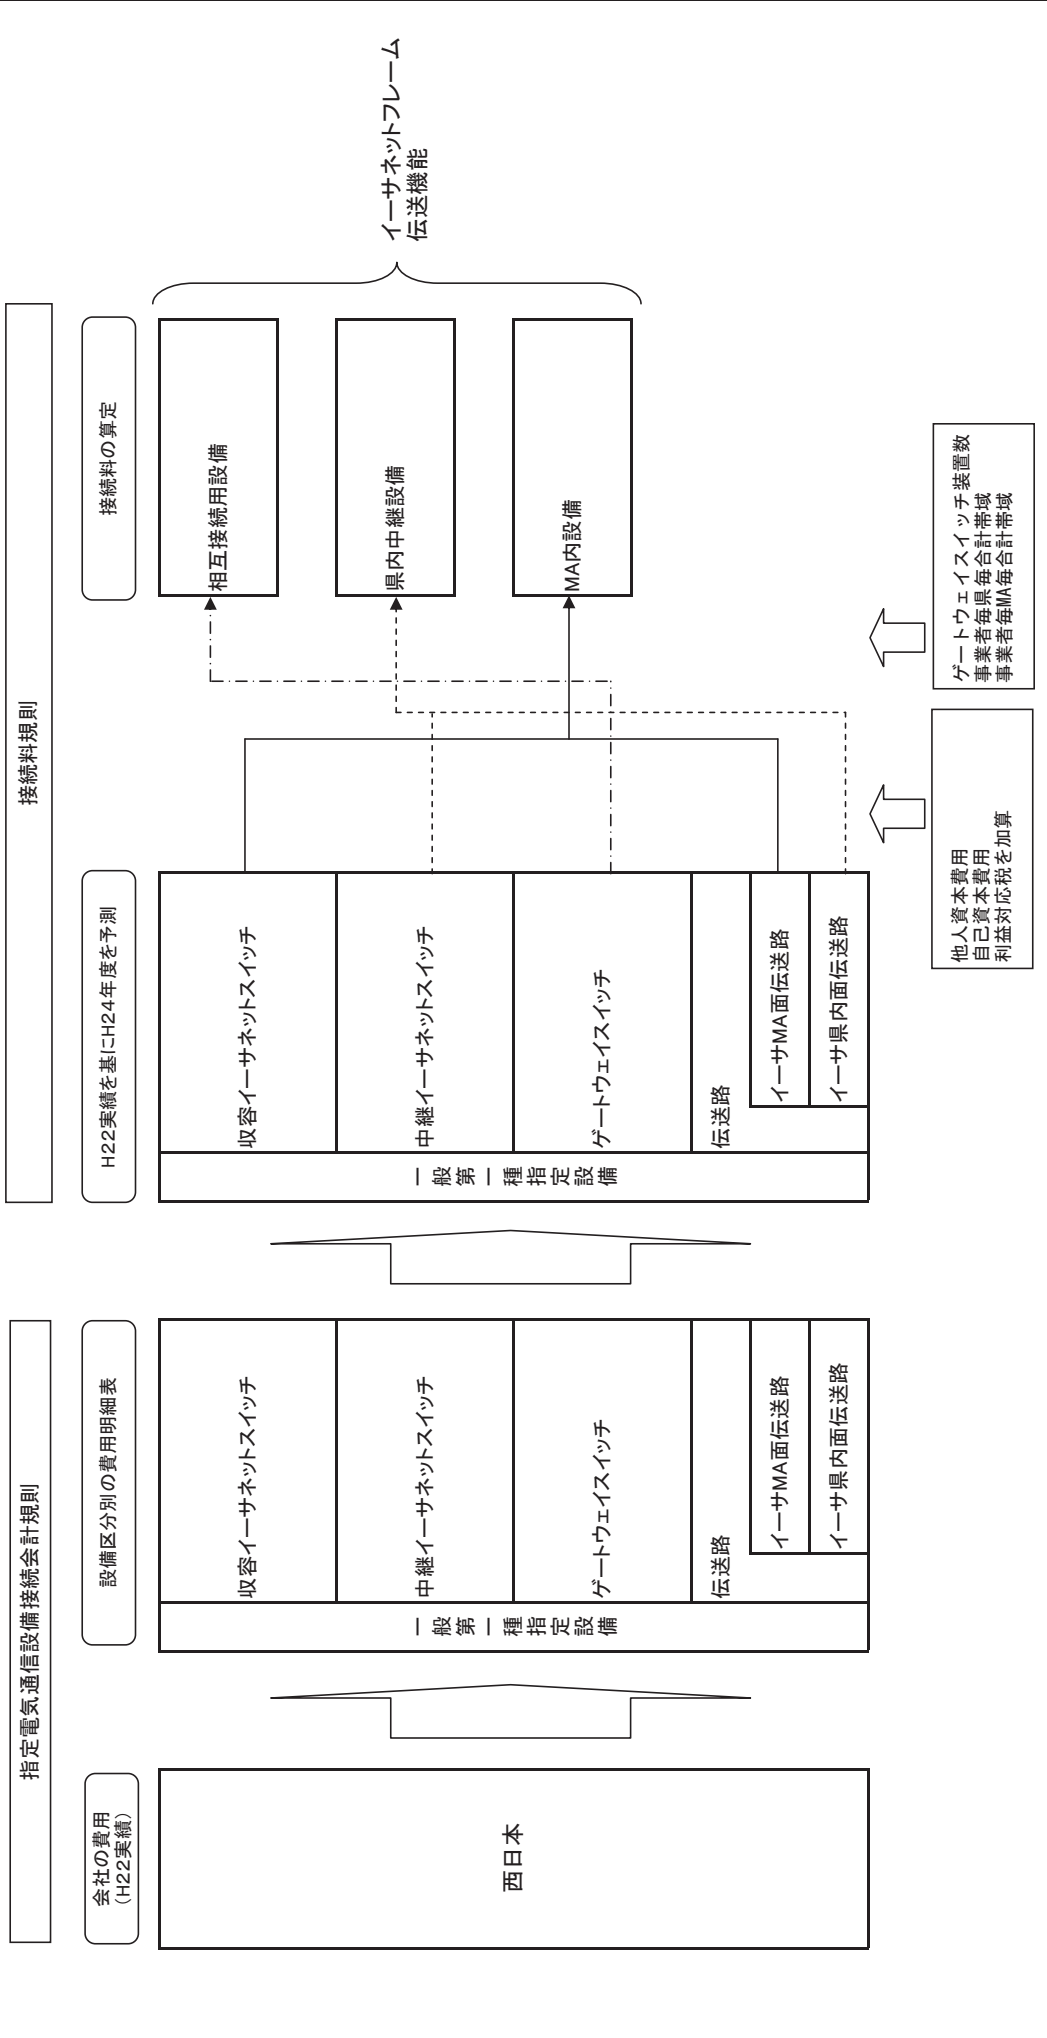 指定電気通信設備接続会計規則
接続料規則
会社の費用
（H22実績）
設備区分別の費用明細表
H22実績を基にH24年度を予測
接続料の算定
西日本
一般第一種指定設備
収容イーサネットスイッチ
中継イーサネットスイッチ
ゲートウェイスイッチ
伝送路
イーサMA面伝送路
イーサ県内面伝送路
一般第一種指定設備
収容イーサネットスイッチ
中継イーサネットスイッチ
ゲートウェイスイッチ
伝送路
イーサMA面伝送路
イーサ県内面伝送路
相互接続用設備
県内中継設備
MA内設備
イーサネットフレーム
伝送機能
他人資本費用
自己資本費用
利益対応税を加算
ゲートウェイスイッチ装置数
事業者毎県毎合計帯域
事業者毎MA毎合計帯域